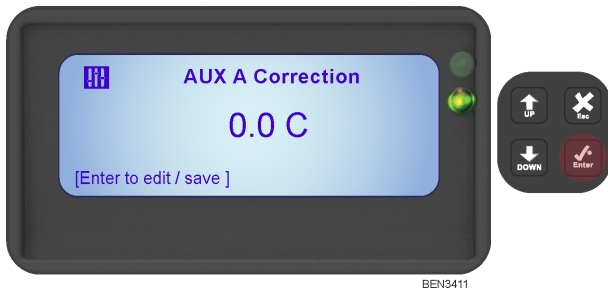 AUX A Correction
0.0 C
[Enter to edit / save ]
UP
Esc
DOWN
Enter
BEN3411